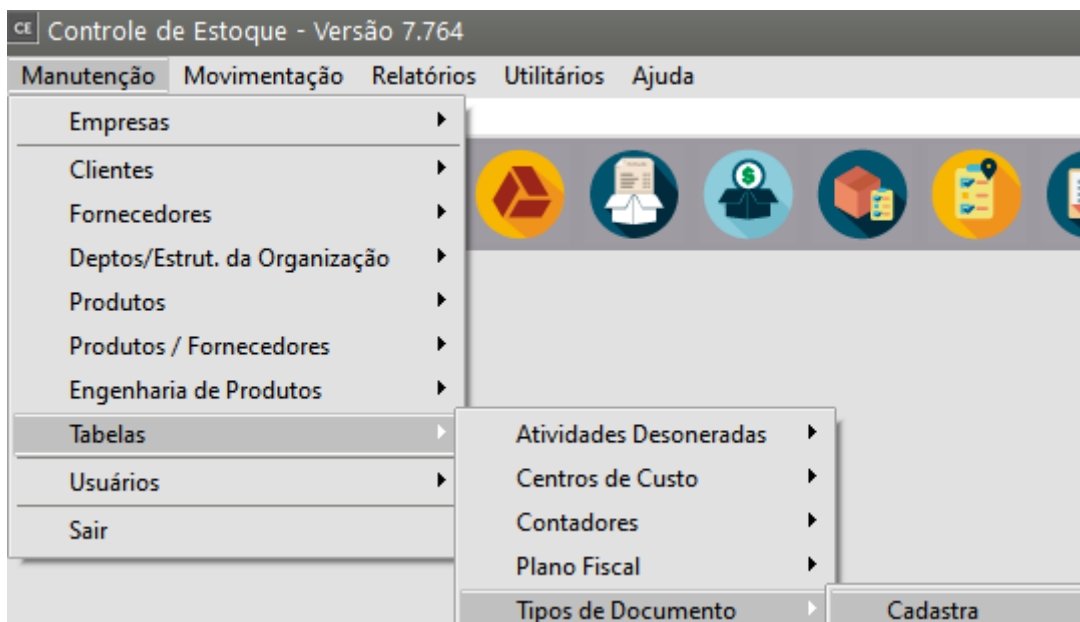 CE Controle de Estoque - Versão 7.764
Manutenção Movimentação Relatórios Utilitários Ajuda
Empresas
Clientes
Fornecedores
Deptos/Estrut. da Organização
Produtos
Produtos / Fornecedores
Engenharia de Produtos
Tabelas
Usuários
Sair
Atividades Desoneradas
Centros de Custo
Contadores
Plano Fiscal
Tipos de Documento
Cadastra